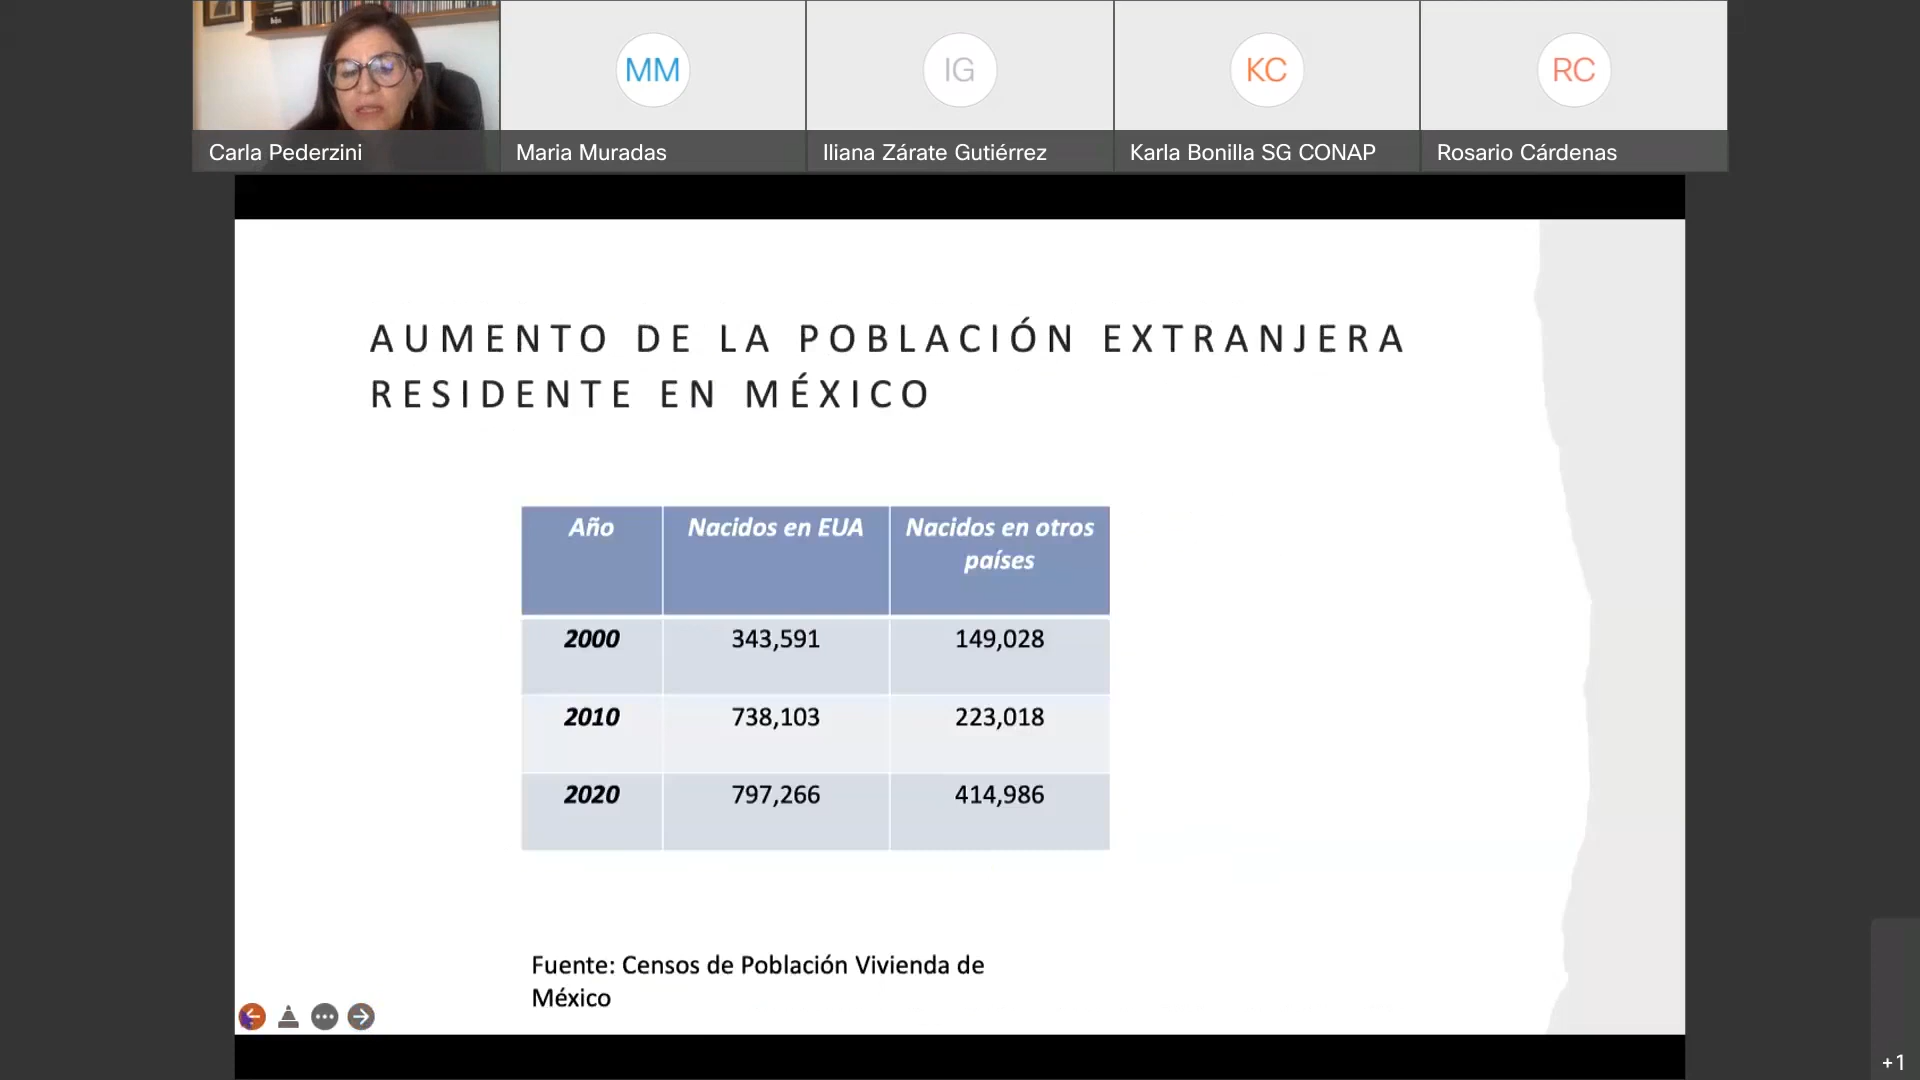 MM
IG
KC
RC
Carla Pederzini
Maria Muradas
Iliana Zárate Gutiérrez
Karla Bonilla SG CONAP
Rosario Cárdenas
AUMENTO DE LA POBLACIÓN EXTRANJERA
RESIDENTE EN MÉXICO
Año
Nacidos en EUA
Nacidos en otros
países
2000
343,591
149,028
2010
738,103
223,018
2020
797,266
414,986
Fuente: Censos de Población Vivienda de
México
+1